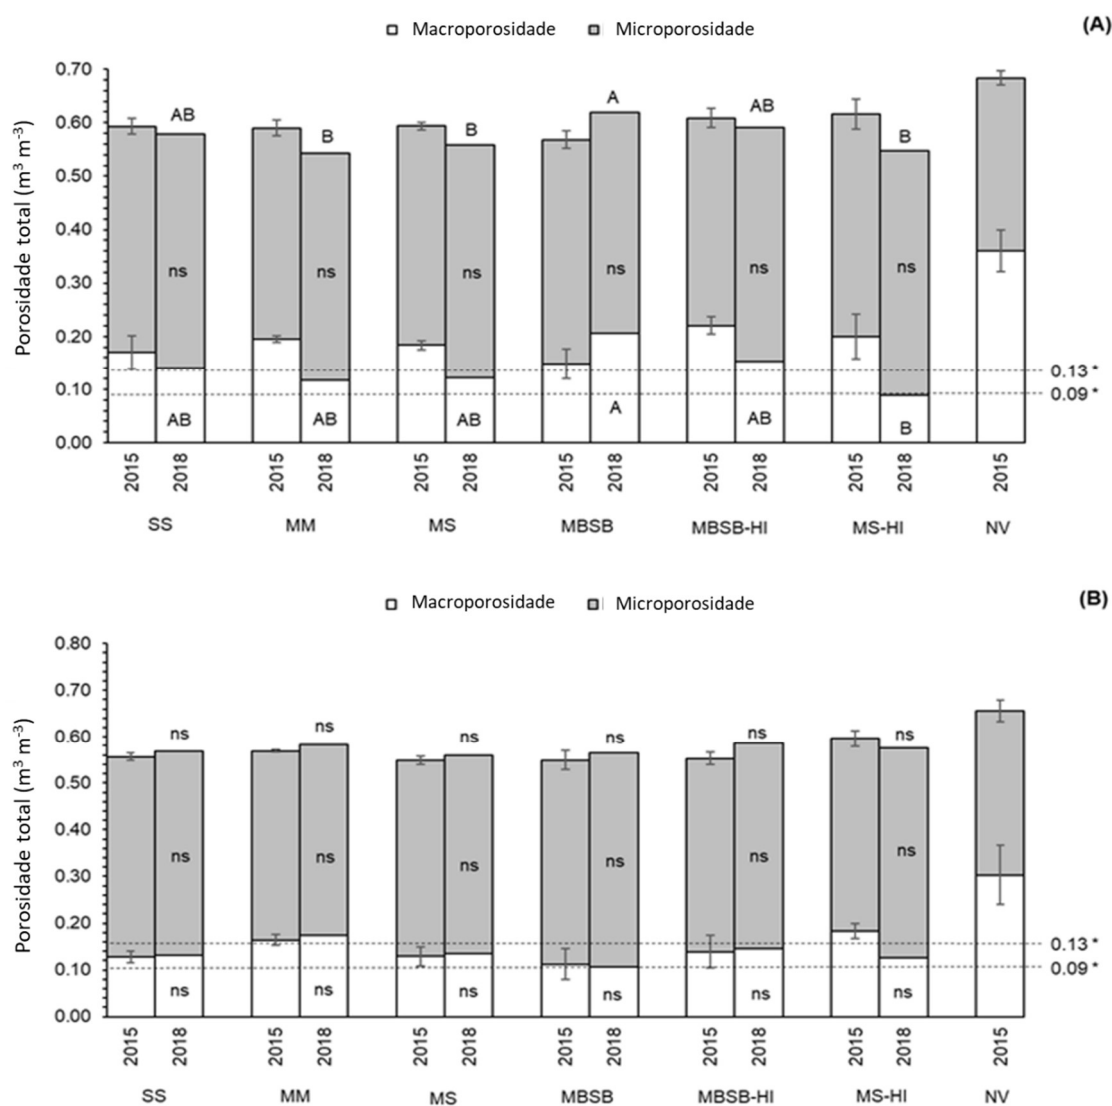 Macroporosidade Microporosidade
(A)
Porosidade total (m³ m⁻³)
0.70
0.60
0.50
0.40
0.30
0.20
0.10
0.00
AB B B A AB B
ns ns ns ns ns ns
AB AB AB A AB B
0.13 *
0.09 *
2015 2018 2015 2018 2015 2018 2015 2018 2015 2018 2015 2018 2015
SS MM MS MBSB MBSB-HI MS-HI NV
Macroporosidade Microporosidade
(B)
Porosidade total (m³ m⁻³)
0.80
0.70
0.60
0.50
0.40
0.30
0.20
0.10
0.00
ns ns ns ns ns ns
ns ns ns ns ns ns
ns ns ns ns ns ns
0.13 *
0.09 *
2015 2018 2015 2018 2015 2018 2015 2018 2015 2018 2015 2018 2015
SS MM MS MBSB MBSB-HI MS-HI NV